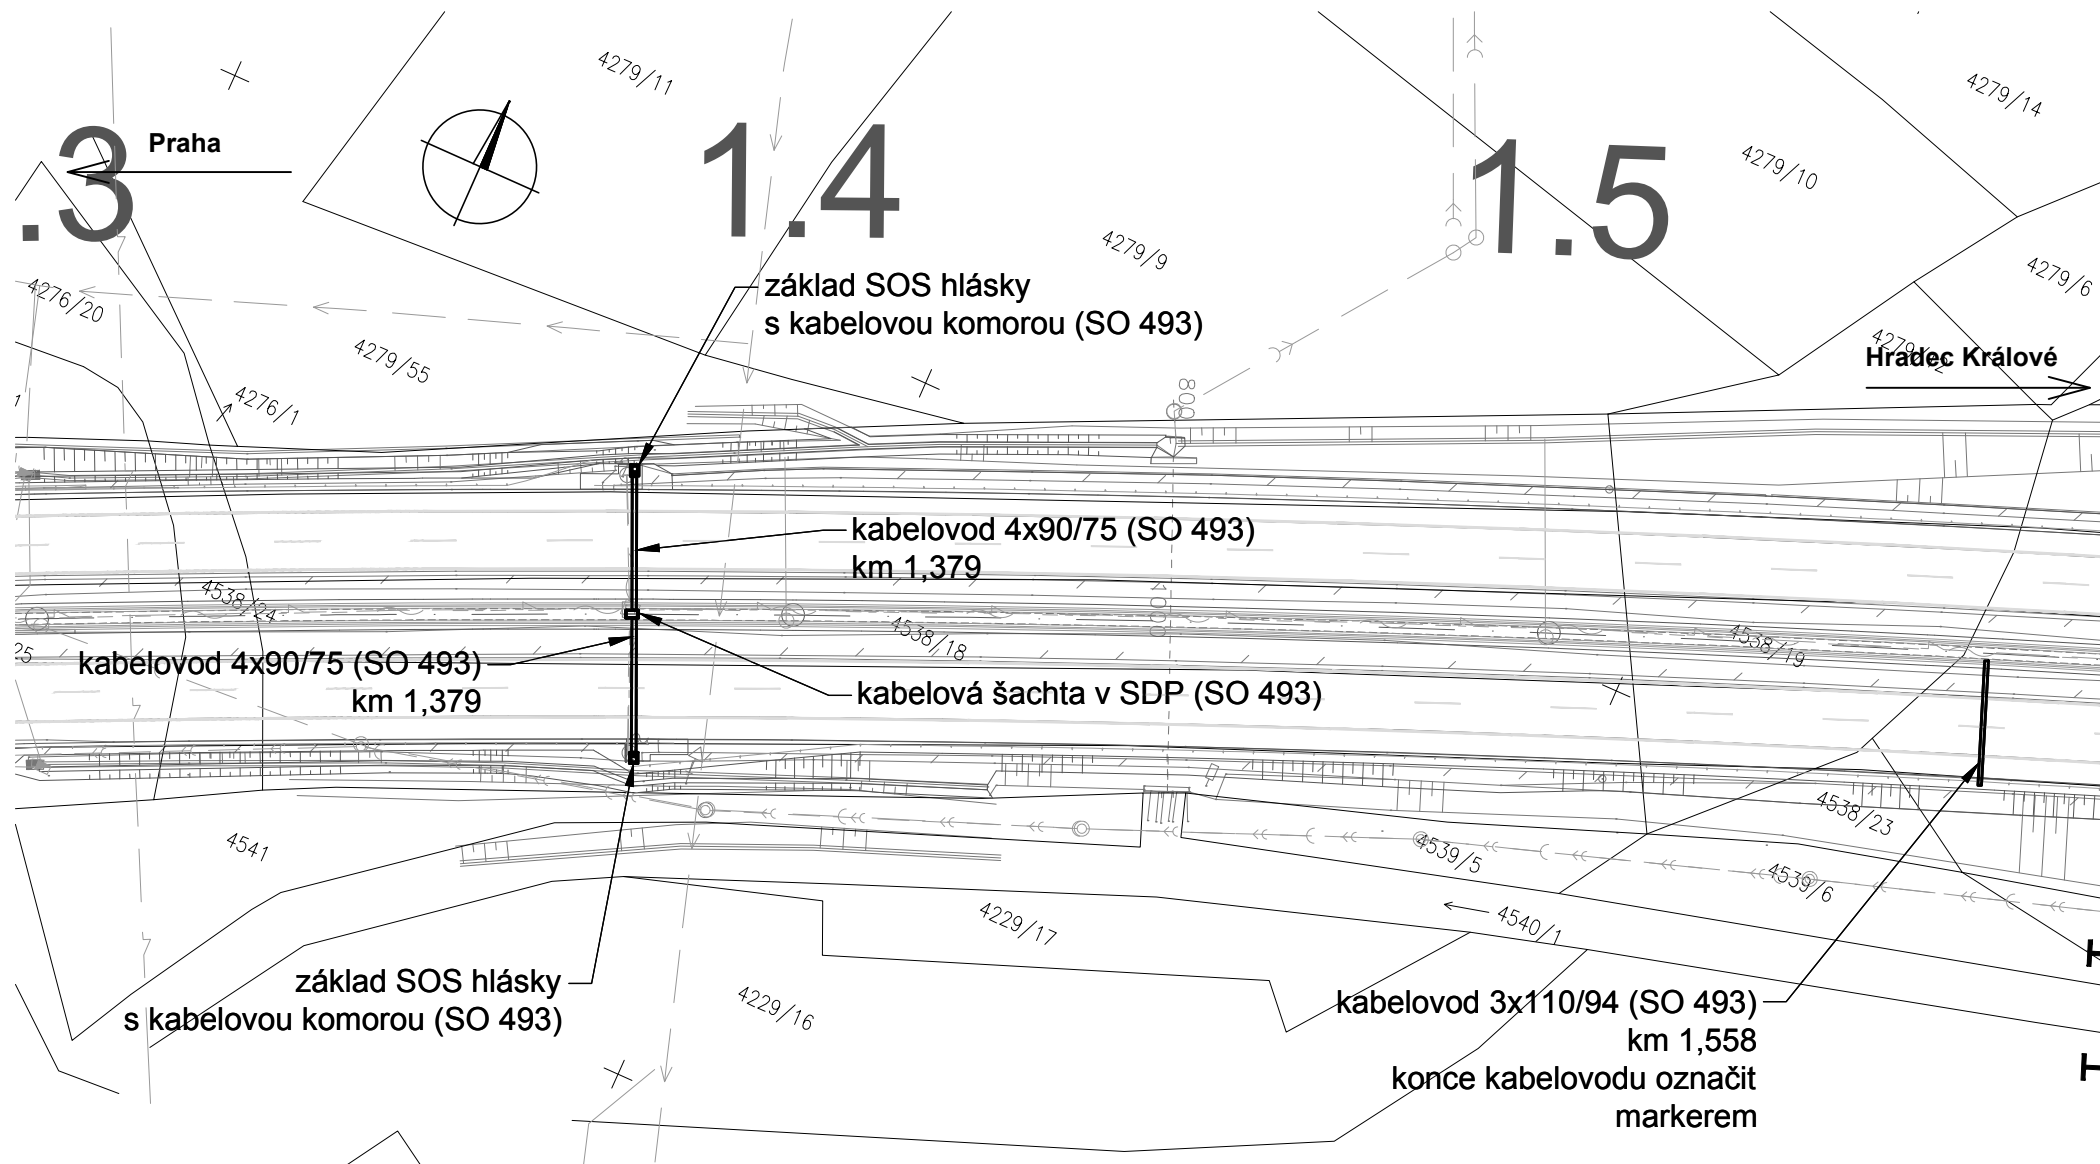 4279/11
4279/14
.3
Praha
1.4
1.5
4279/10
4279/9
4279/6
4276/20
základ SOS hlásky
s kabelovou komorou (SO 493)
4279/55
Hradec Králové
4276/1
808
kabelovod 4x90/75 (SO 493)
km 1,379
4538/24
400
4538/18
4538/19
25
kabelovod 4x90/75 (SO 493)
km 1,379
kabelová šachta v SDP (SO 493)
4538/23
4541
4539/5
4539/6
4229/17
4540/1
základ SOS hlásky
s kabelovou komorou (SO 493)
4229/16
kabelovod 3x110/94 (SO 493)
km 1,558
konce kabelovodu označit
markerem